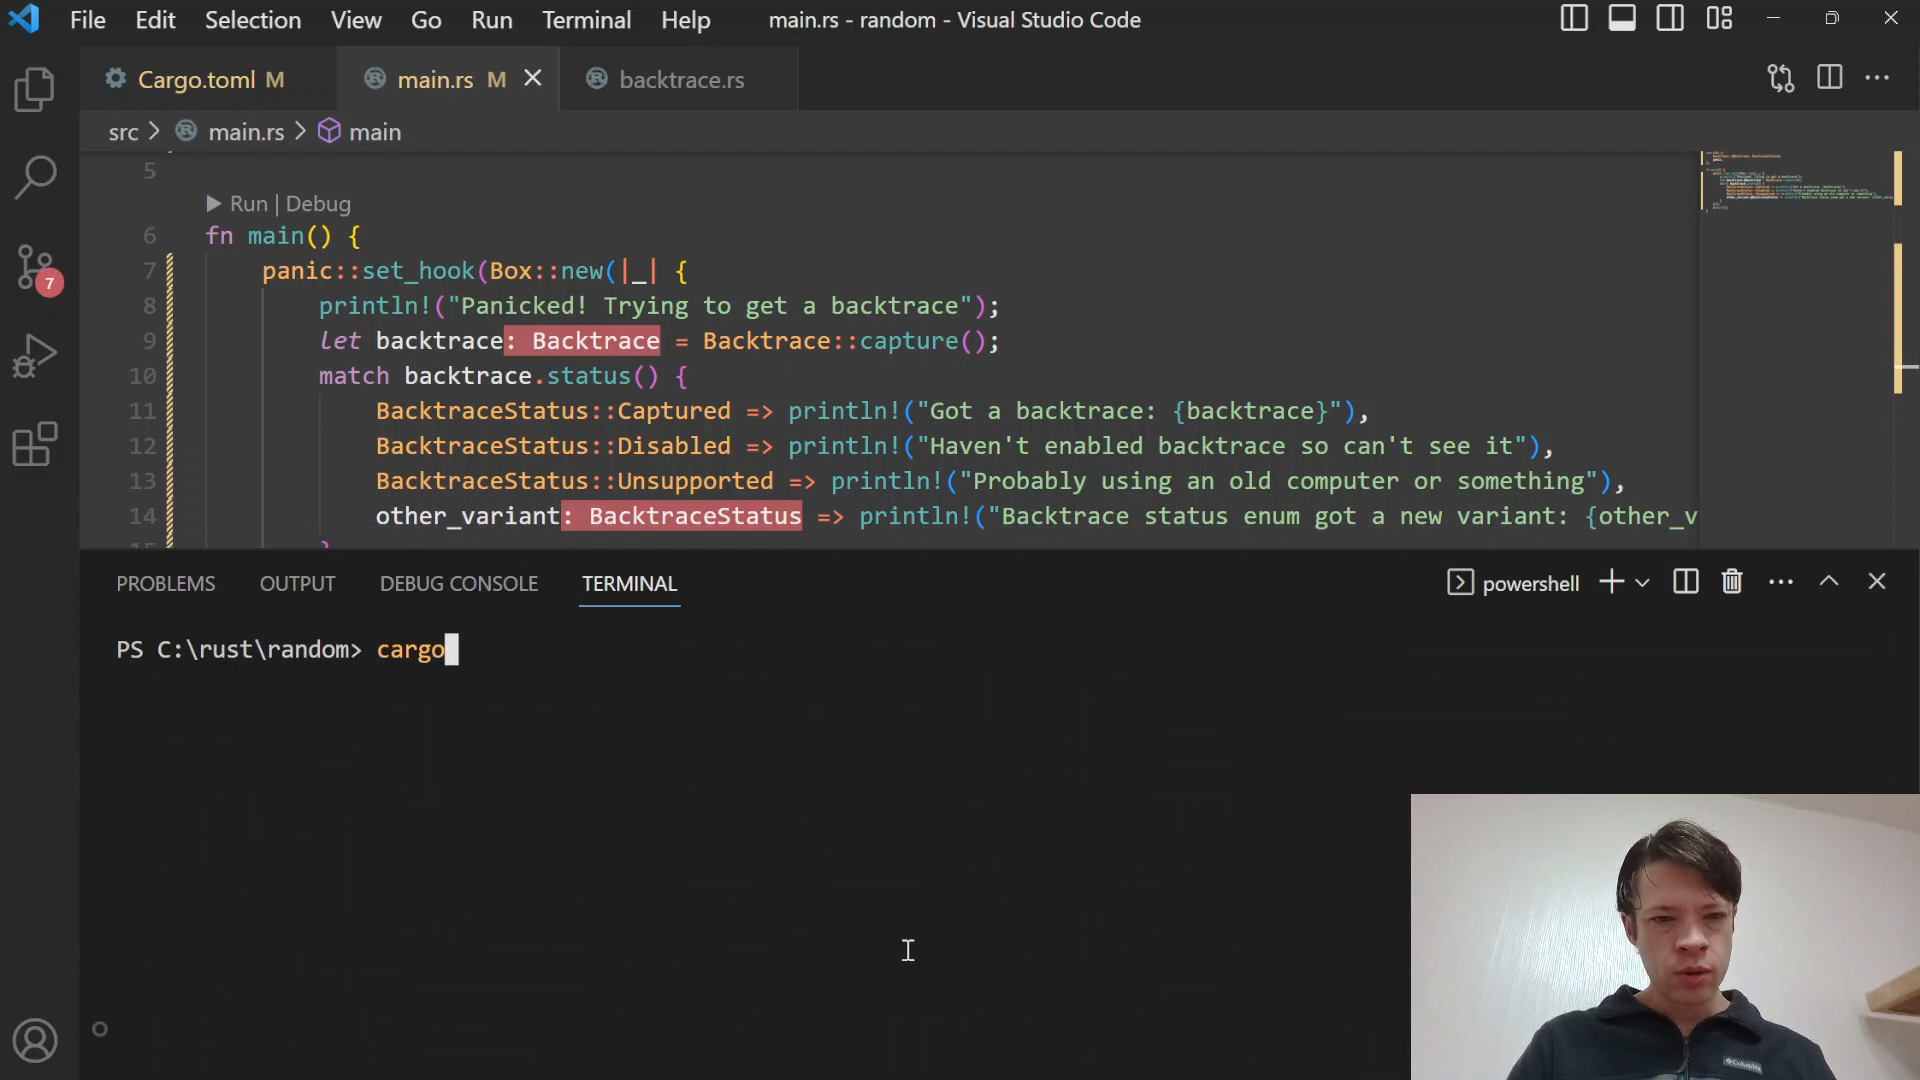 File Edit Selection View Go Run Terminal Help main.rs - random - Visual Studio Code
Cargo.toml M main.rs M backtrace.rs
src > main.rs > main
5
Run | Debug
6 fn main() {
7 panic::set_hook(Box::new(|_| {
8 println!("Panicked! Trying to get a backtrace");
9 let backtrace: Backtrace = Backtrace::capture();
10 match backtrace.status() {
11 BacktraceStatus::Captured => println!("Got a backtrace: {backtrace}"),
12 BacktraceStatus::Disabled => println!("Haven't enabled backtrace so can't see it"),
13 BacktraceStatus::Unsupported => println!("Probably using an old computer or something"),
14 other_variant: BacktraceStatus => println!("Backtrace status enum got a new variant: {other_v
7
PROBLEMS OUTPUT DEBUG CONSOLE TERMINAL
powershell
PS C:\rust\random> cargo
Columbia